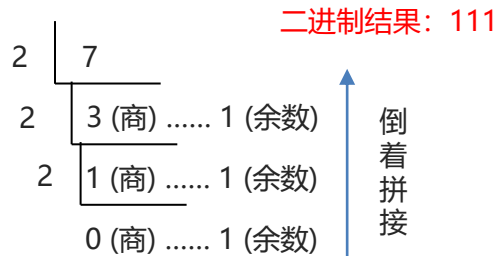 二进制结果：111
2 7
2 3 (商) ...... 1 (余数)
2 1 (商) ...... 1 (余数)
0 (商) ...... 1 (余数)
倒着拼接